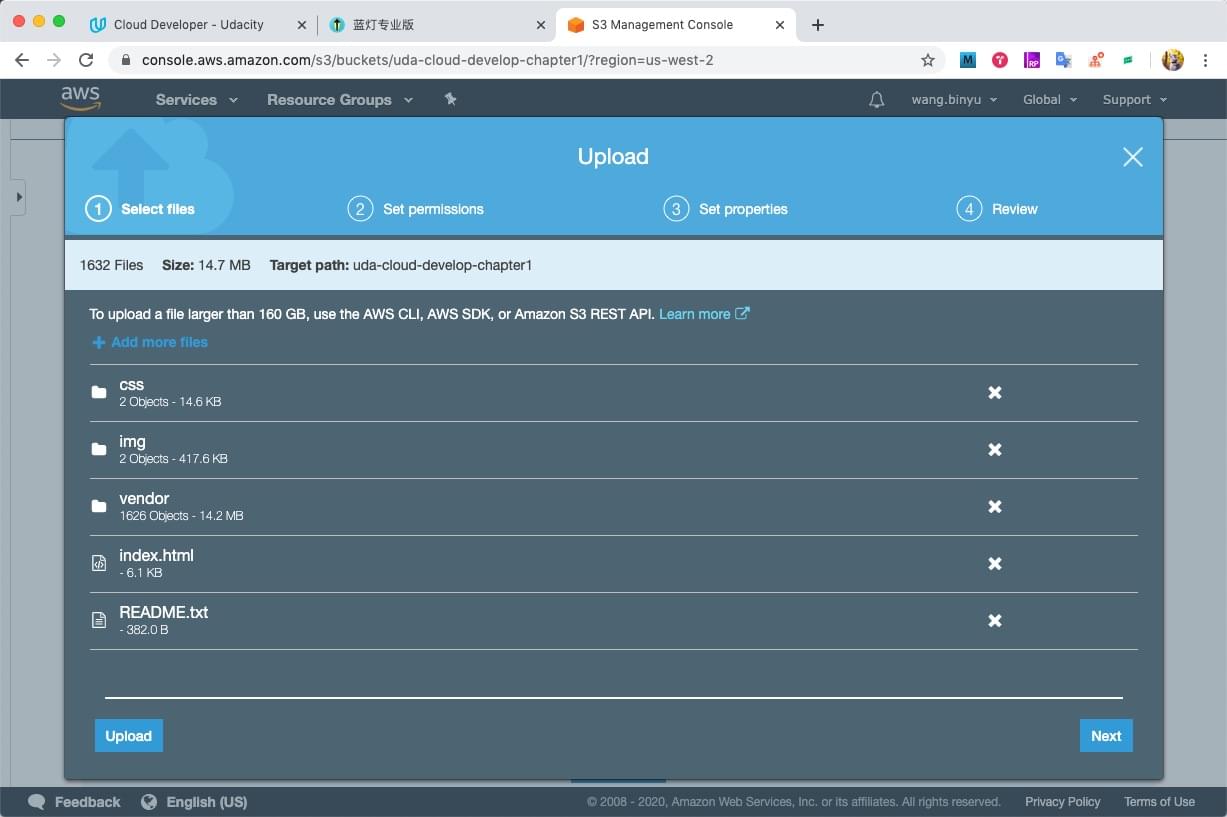 Cloud Developer - Udacity
蓝灯专业版
S3 Management Console
console.aws.amazon.com/s3/buckets/uda-cloud-develop-chapter1/?region=us-west-2
M
T
RP
G
aws
Services
Resource Groups
wang.binyu
Global
Support
Upload
1 Select files
2 Set permissions
3 Set properties
4 Review
1632 Files Size: 14.7 MB Target path: uda-cloud-develop-chapter1
To upload a file larger than 160 GB, use the AWS CLI, AWS SDK, or Amazon S3 REST API. Learn more
Add more files
css
2 Objects - 14.6 KB
img
2 Objects - 417.6 KB
vendor
1626 Objects - 14.2 MB
index.html
- 6.1 KB
README.txt
- 382.0 B
Upload
Next
Feedback
English (US)
© 2008 - 2020, Amazon Web Services, Inc. or its affiliates. All rights reserved.
Privacy Policy
Terms of Use